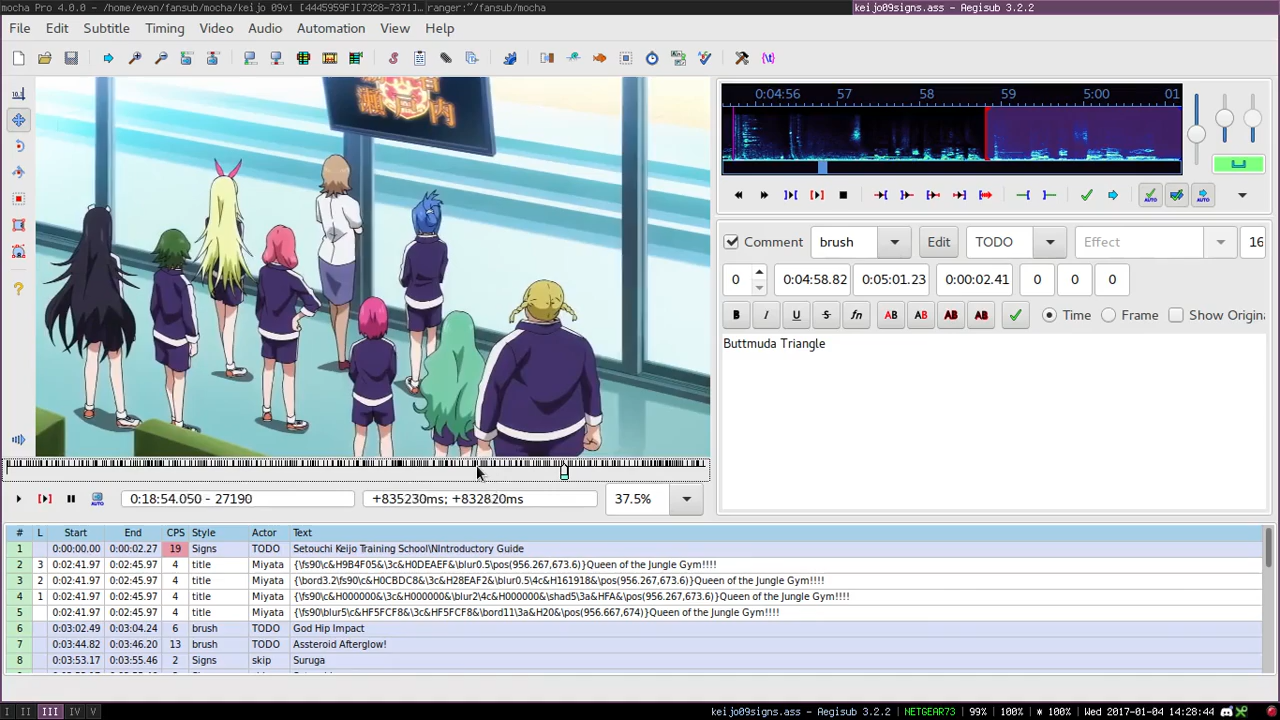 mocha Pro 4.0.0 - /home/evan/fansub/mocha/keijo 09v1 [4445959F][7328-7371]… ranger:~/fansub/mocha
keijo09signs.ass - Aegisub 3.2.2
File Edit Subtitle Timing Video Audio Automation View Help
0:04:56 57 58 59 5:00 01
内
Comment brush Edit TODO Effect 16
0 0:04:58.82 0:05:01.23 0:00:02.41 0 0 0
B I U S fn AB AB AB AB Time Frame Show Origina
Buttmuda Triangle
0:18:54.050 - 27190 +835230ms; +832820ms 37.5%
# L Start End CPS Style Actor Text
1 0:00:00.00 0:00:02.27 19 Signs TODO Setouchi Keijo Training School\NIntroductory Guide
2 3 0:02:41.97 0:02:45.97 4 title Miyata {\fs90\c&H9B4F05&\3c&H0DEAEF&\blur0.5\pos(956.267,673.6)}Queen of the Jungle Gym!!!!
3 2 0:02:41.97 0:02:45.97 4 title Miyata {\bord3.2\fs90\c&H0CBDC8&\3c&H28EAF2&\blur0.5\4c&H161918&\pos(956.267,673.6)}Queen of the Jungle Gym!!!!
4 1 0:02:41.97 0:02:45.97 4 title Miyata {\fs90\c&H000000&\3c&H000000&\blur2\4c&H000000&\shad5\3a&HFA&\pos(956.267,673.6)}Queen of the Jungle Gym!!!!
5 0:02:41.97 0:02:45.97 4 title Miyata {\fs90\blur5\c&HF5FCF8&\3c&HF5FCF8&\bord11\3a&H20&\pos(956.667,674)}Queen of the Jungle Gym!!!!
6 0:03:02.49 0:03:04.24 6 brush TODO God Hip Impact
7 0:03:44.82 0:03:46.20 13 brush TODO Assteroid Afterglow!
8 0:03:53.17 0:03:55.46 2 Signs skip Suruga
I II III IV V keijo09signs.ass - Aegisub 3.2.2 NETGEAR73 99% 100% * 100% Wed 2017-01-04 14:28:44